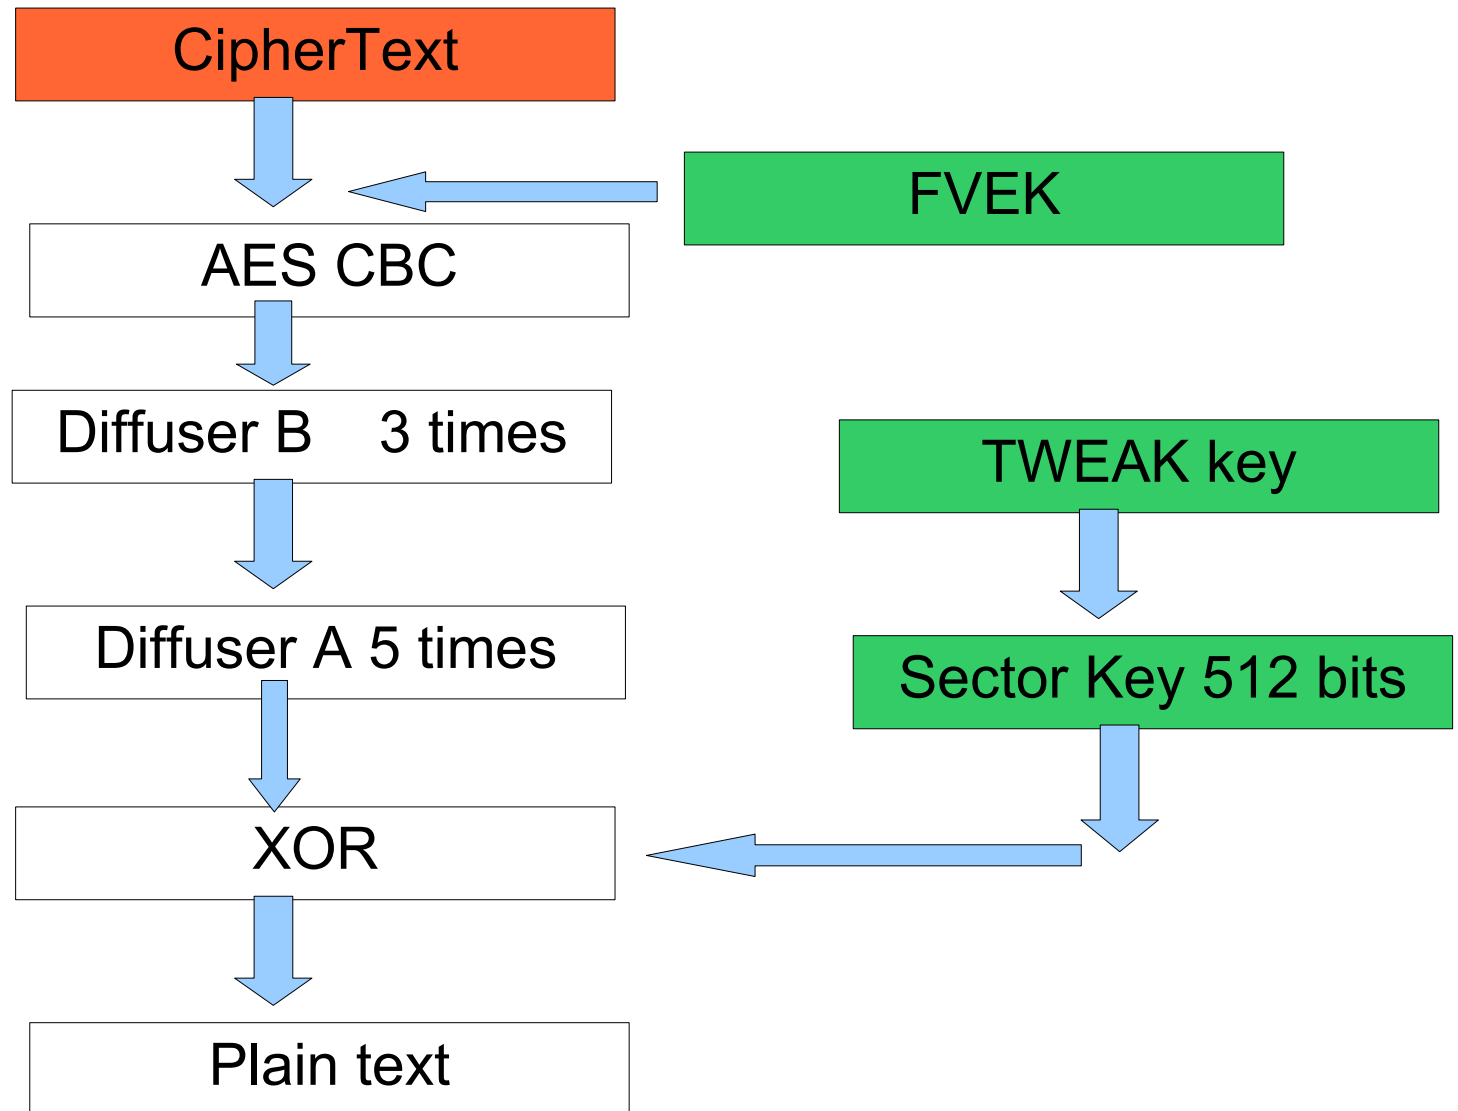 CipherText
FVEK
AES CBC
Diffuser B 3 times
TWEAK key
Diffuser A 5 times
Sector Key 512 bits
XOR
Plain text